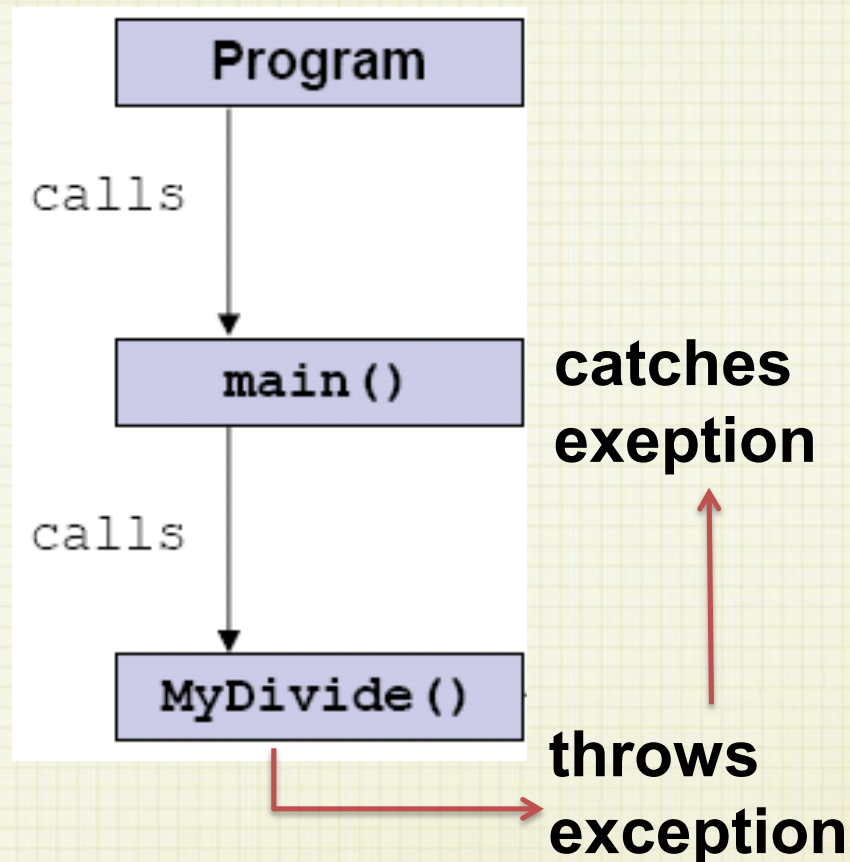 Program
calls
main()
catches
exeption
calls
MyDivide()
throws
exception